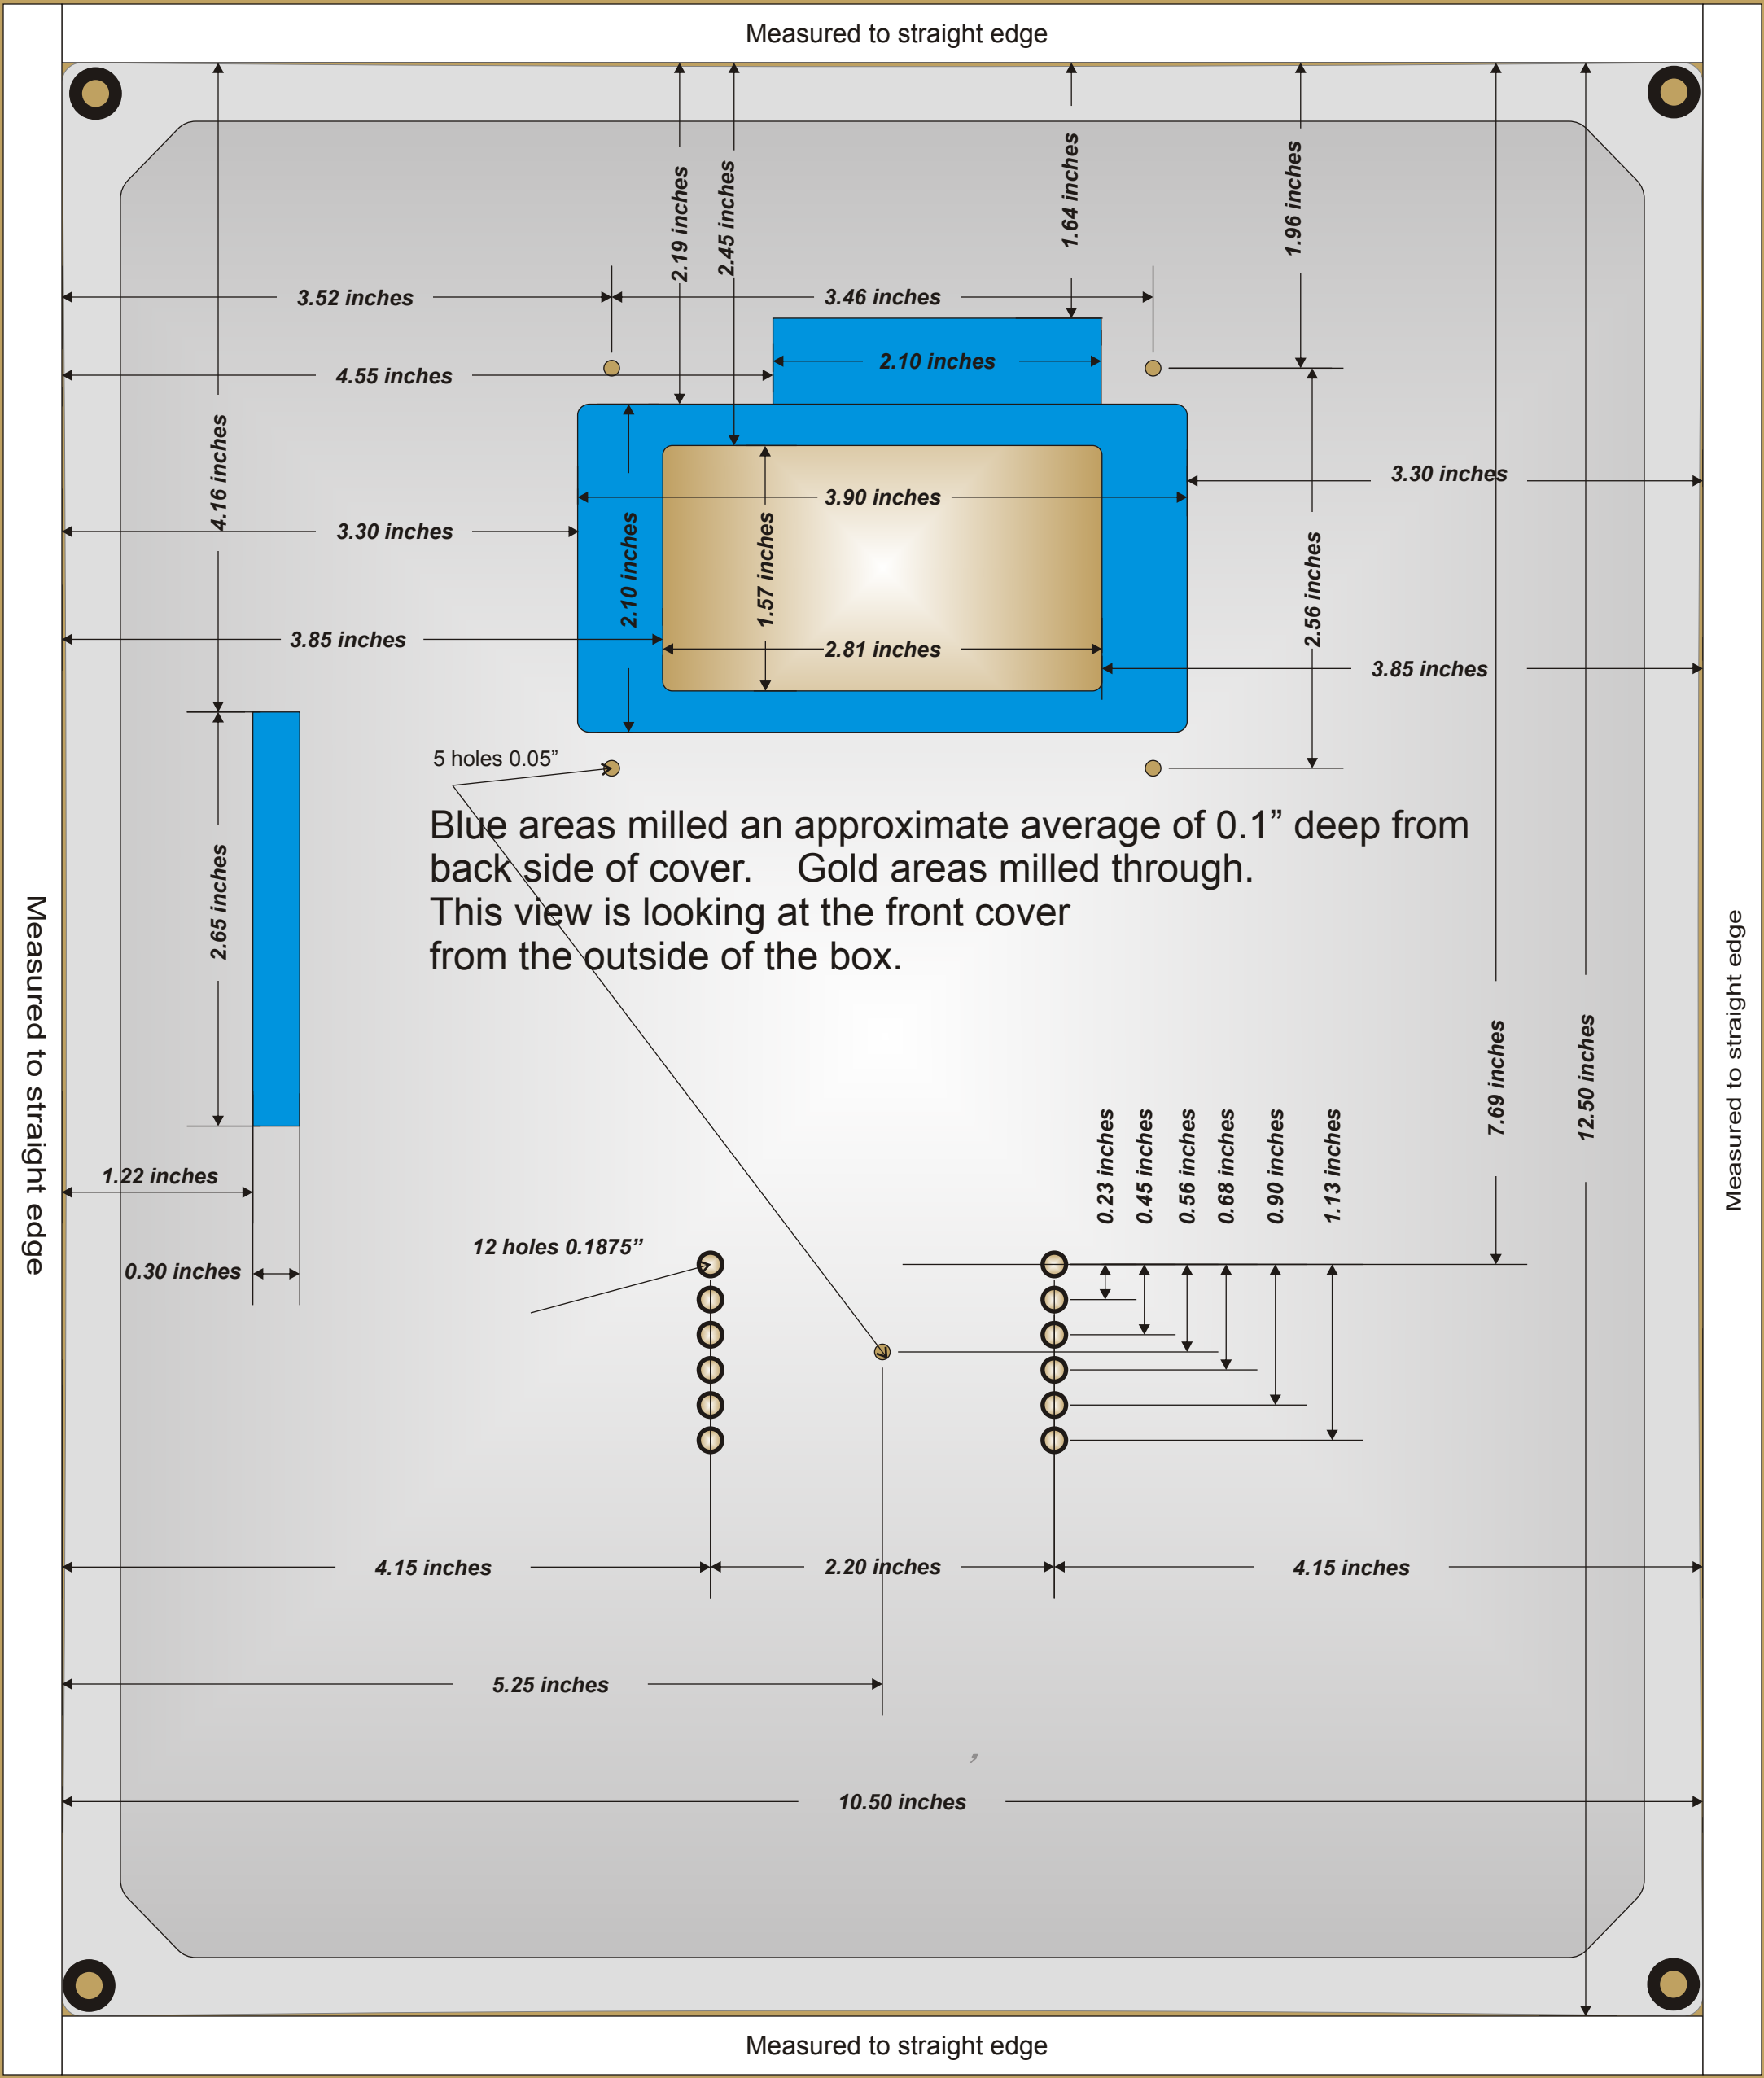 Measured to straight edge
1.64 inches
1.96 inches
2.19 inches
2.45 inches
3.52 inches
3.46 inches
2.10 inches
4.55 inches
4.16 inches
3.30 inches
3.90 inches
3.30 inches
2.10 inches
1.57 inches
2.56 inches
3.85 inches
2.81 inches
3.85 inches
5 holes 0.05”
Blue areas milled an approximate average of 0.1” deep from
back side of cover. Gold areas milled through.
This view is looking at the front cover
from the outside of the box.
2.65 inches
Measured to straight edge
Measured to straight edge
7.69 inches
12.50 inches
1.22 inches
0.23 inches
0.45 inches
0.56 inches
0.68 inches
0.90 inches
1.13 inches
12 holes 0.1875”
0.30 inches
4.15 inches
2.20 inches
4.15 inches
5.25 inches
,
10.50 inches
Measured to straight edge